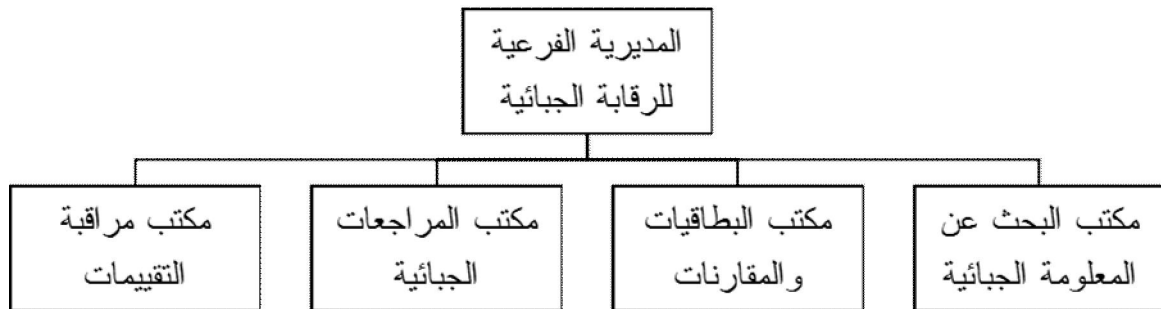 المديرية الفرعية
للرقابة الجبائية
مكتب البحث عن
المعلومة الجبائية
مكتب البطاقيات
والمقارنات
مكتب المراجعات
الجبائية
مكتب مراقبة
التقييمات